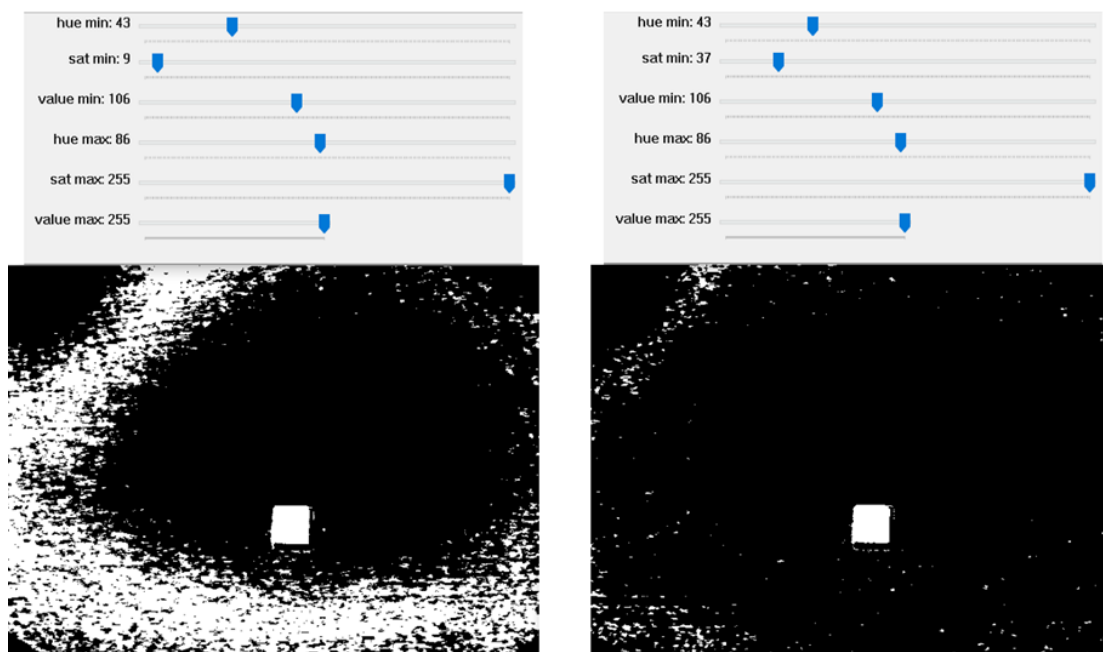 hue min: 43
sat min: 9
value min: 106
hue max: 86
sat max: 255
value max: 255
hue min: 43
sat min: 37
value min: 106
hue max: 86
sat max: 255
value max: 255